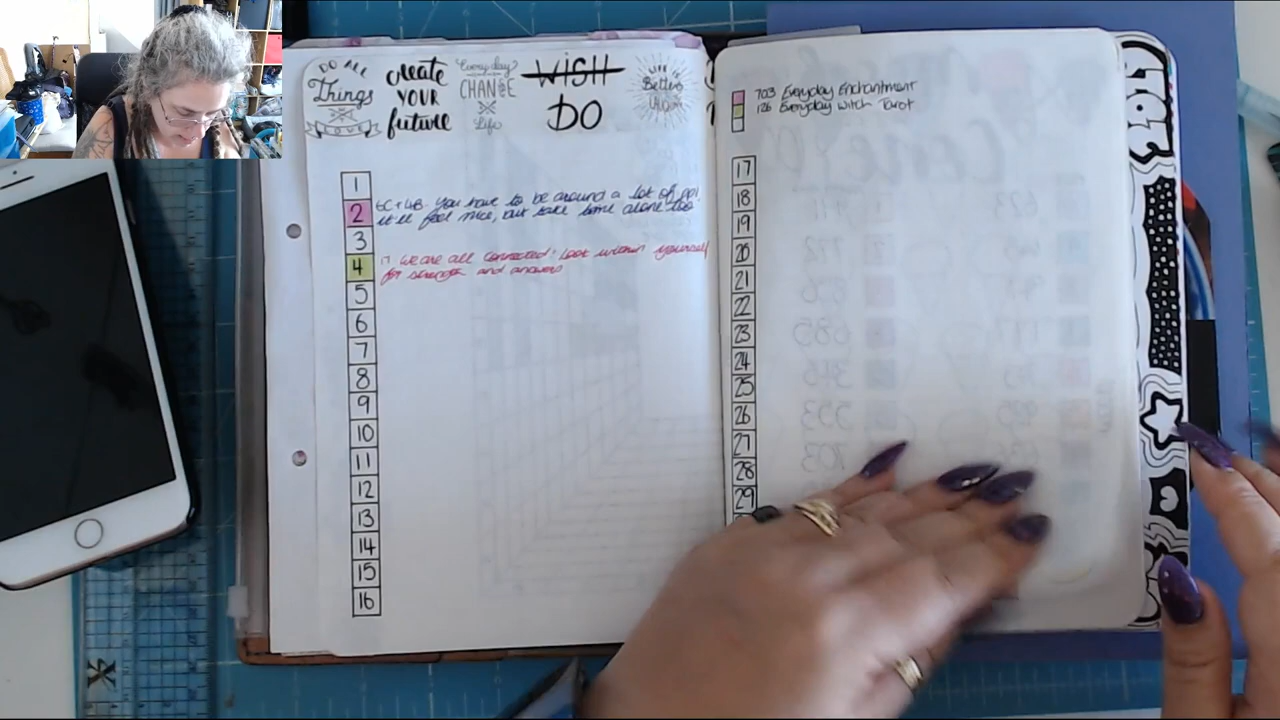 DO ALL
Things
LOVE
create
YOUR
future
Everyday
CHANGE
Life
WISH
DO
LIFE IS
Better
1
2 You have to be around a lot of
it'll feel nice, but take time alone too
3
4 We are all connected! Look within yourself
for strength and answers
5
6
7
8
9
10
11
12
13
14
15
16
703 Everyday Enchantment
126 Everyday Witch Tarot
17
18
19
20
21
22
23
24
25
26
27
28
29